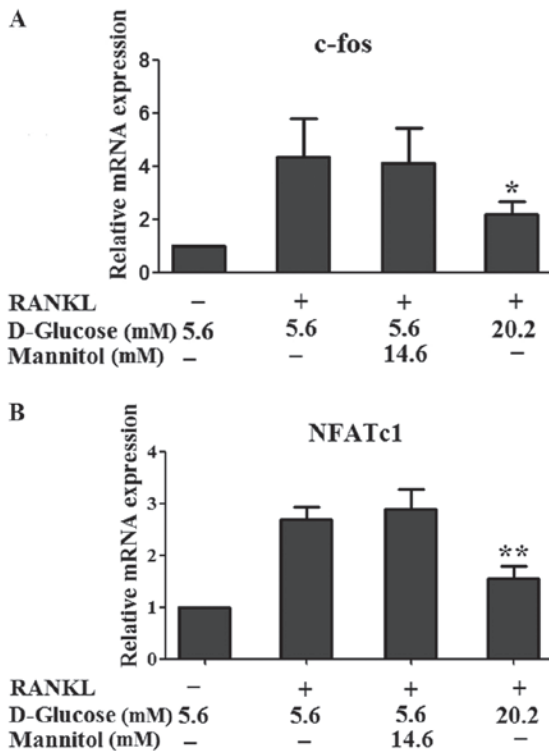 A
c-fos
Relative mRNA expression
8
6
4
2
0
*
RANKL – + + +
D-Glucose (mM) 5.6 5.6 5.6 20.2
Mannitol (mM) – – 14.6 –
B
NFATc1
Relative mRNA expression
4
3
2
1
0
**
RANKL – + + +
D-Glucose (mM) 5.6 5.6 5.6 20.2
Mannitol (mM) – – 14.6 –